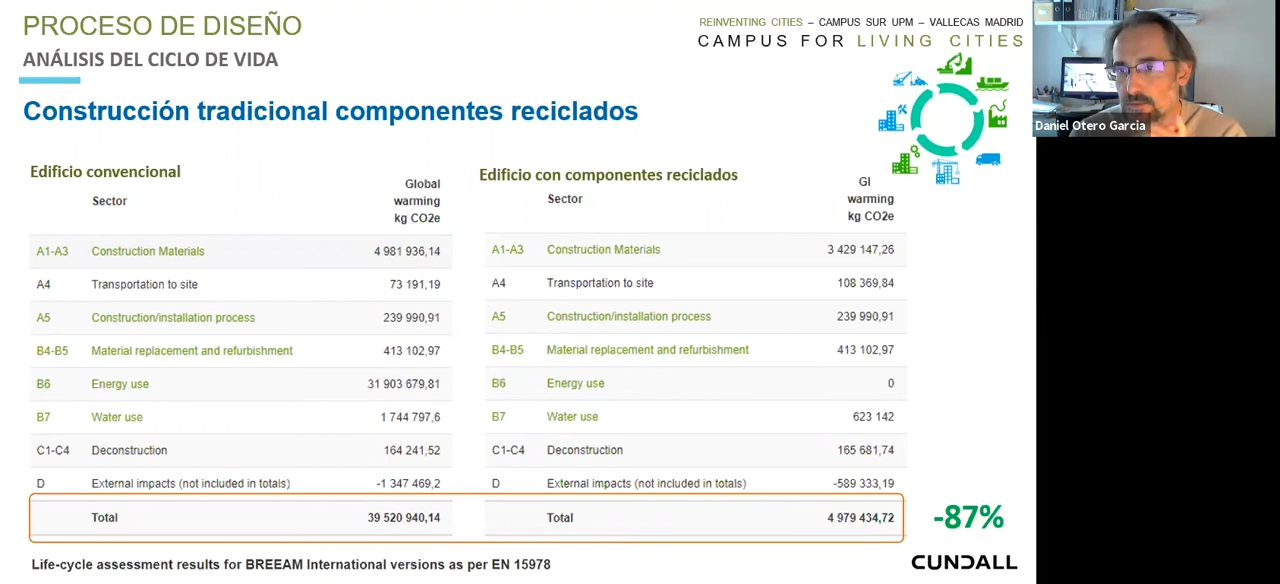 PROCESO DE DISEÑO
ANÁLISIS DEL CICLO DE VIDA
REINVENTING CITIES – CAMPUS SUR UPM – VALLECAS MADRID
CAMPUS FOR LIVING CITIES
Daniel Otero Garcia
Construcción tradicional componentes reciclados
Edificio convencional
Sector
Global
warming
kg CO2e
A1-A3 Construction Materials 4 981 936,14
A4 Transportation to site 73 191,19
A5 Construction/installation process 239 990,91
B4-B5 Material replacement and refurbishment 413 102,97
B6 Energy use 31 903 679,81
B7 Water use 1 744 797,6
C1-C4 Deconstruction 164 241,52
D External impacts (not included in totals) -1 347 469,2
Total 39 520 940,14
Edificio con componentes reciclados
Sector
Gl
warming
kg CO2e
A1-A3 Construction Materials 3 429 147,26
A4 Transportation to site 108 369,84
A5 Construction/installation process 239 990,91
B4-B5 Material replacement and refurbishment 413 102,97
B6 Energy use 0
B7 Water use 623 142
C1-C4 Deconstruction 165 681,74
D External impacts (not included in totals) -589 333,19
Total 4 979 434,72
-87%
Life-cycle assessment results for BREEAM International versions as per EN 15978
CUNDALL